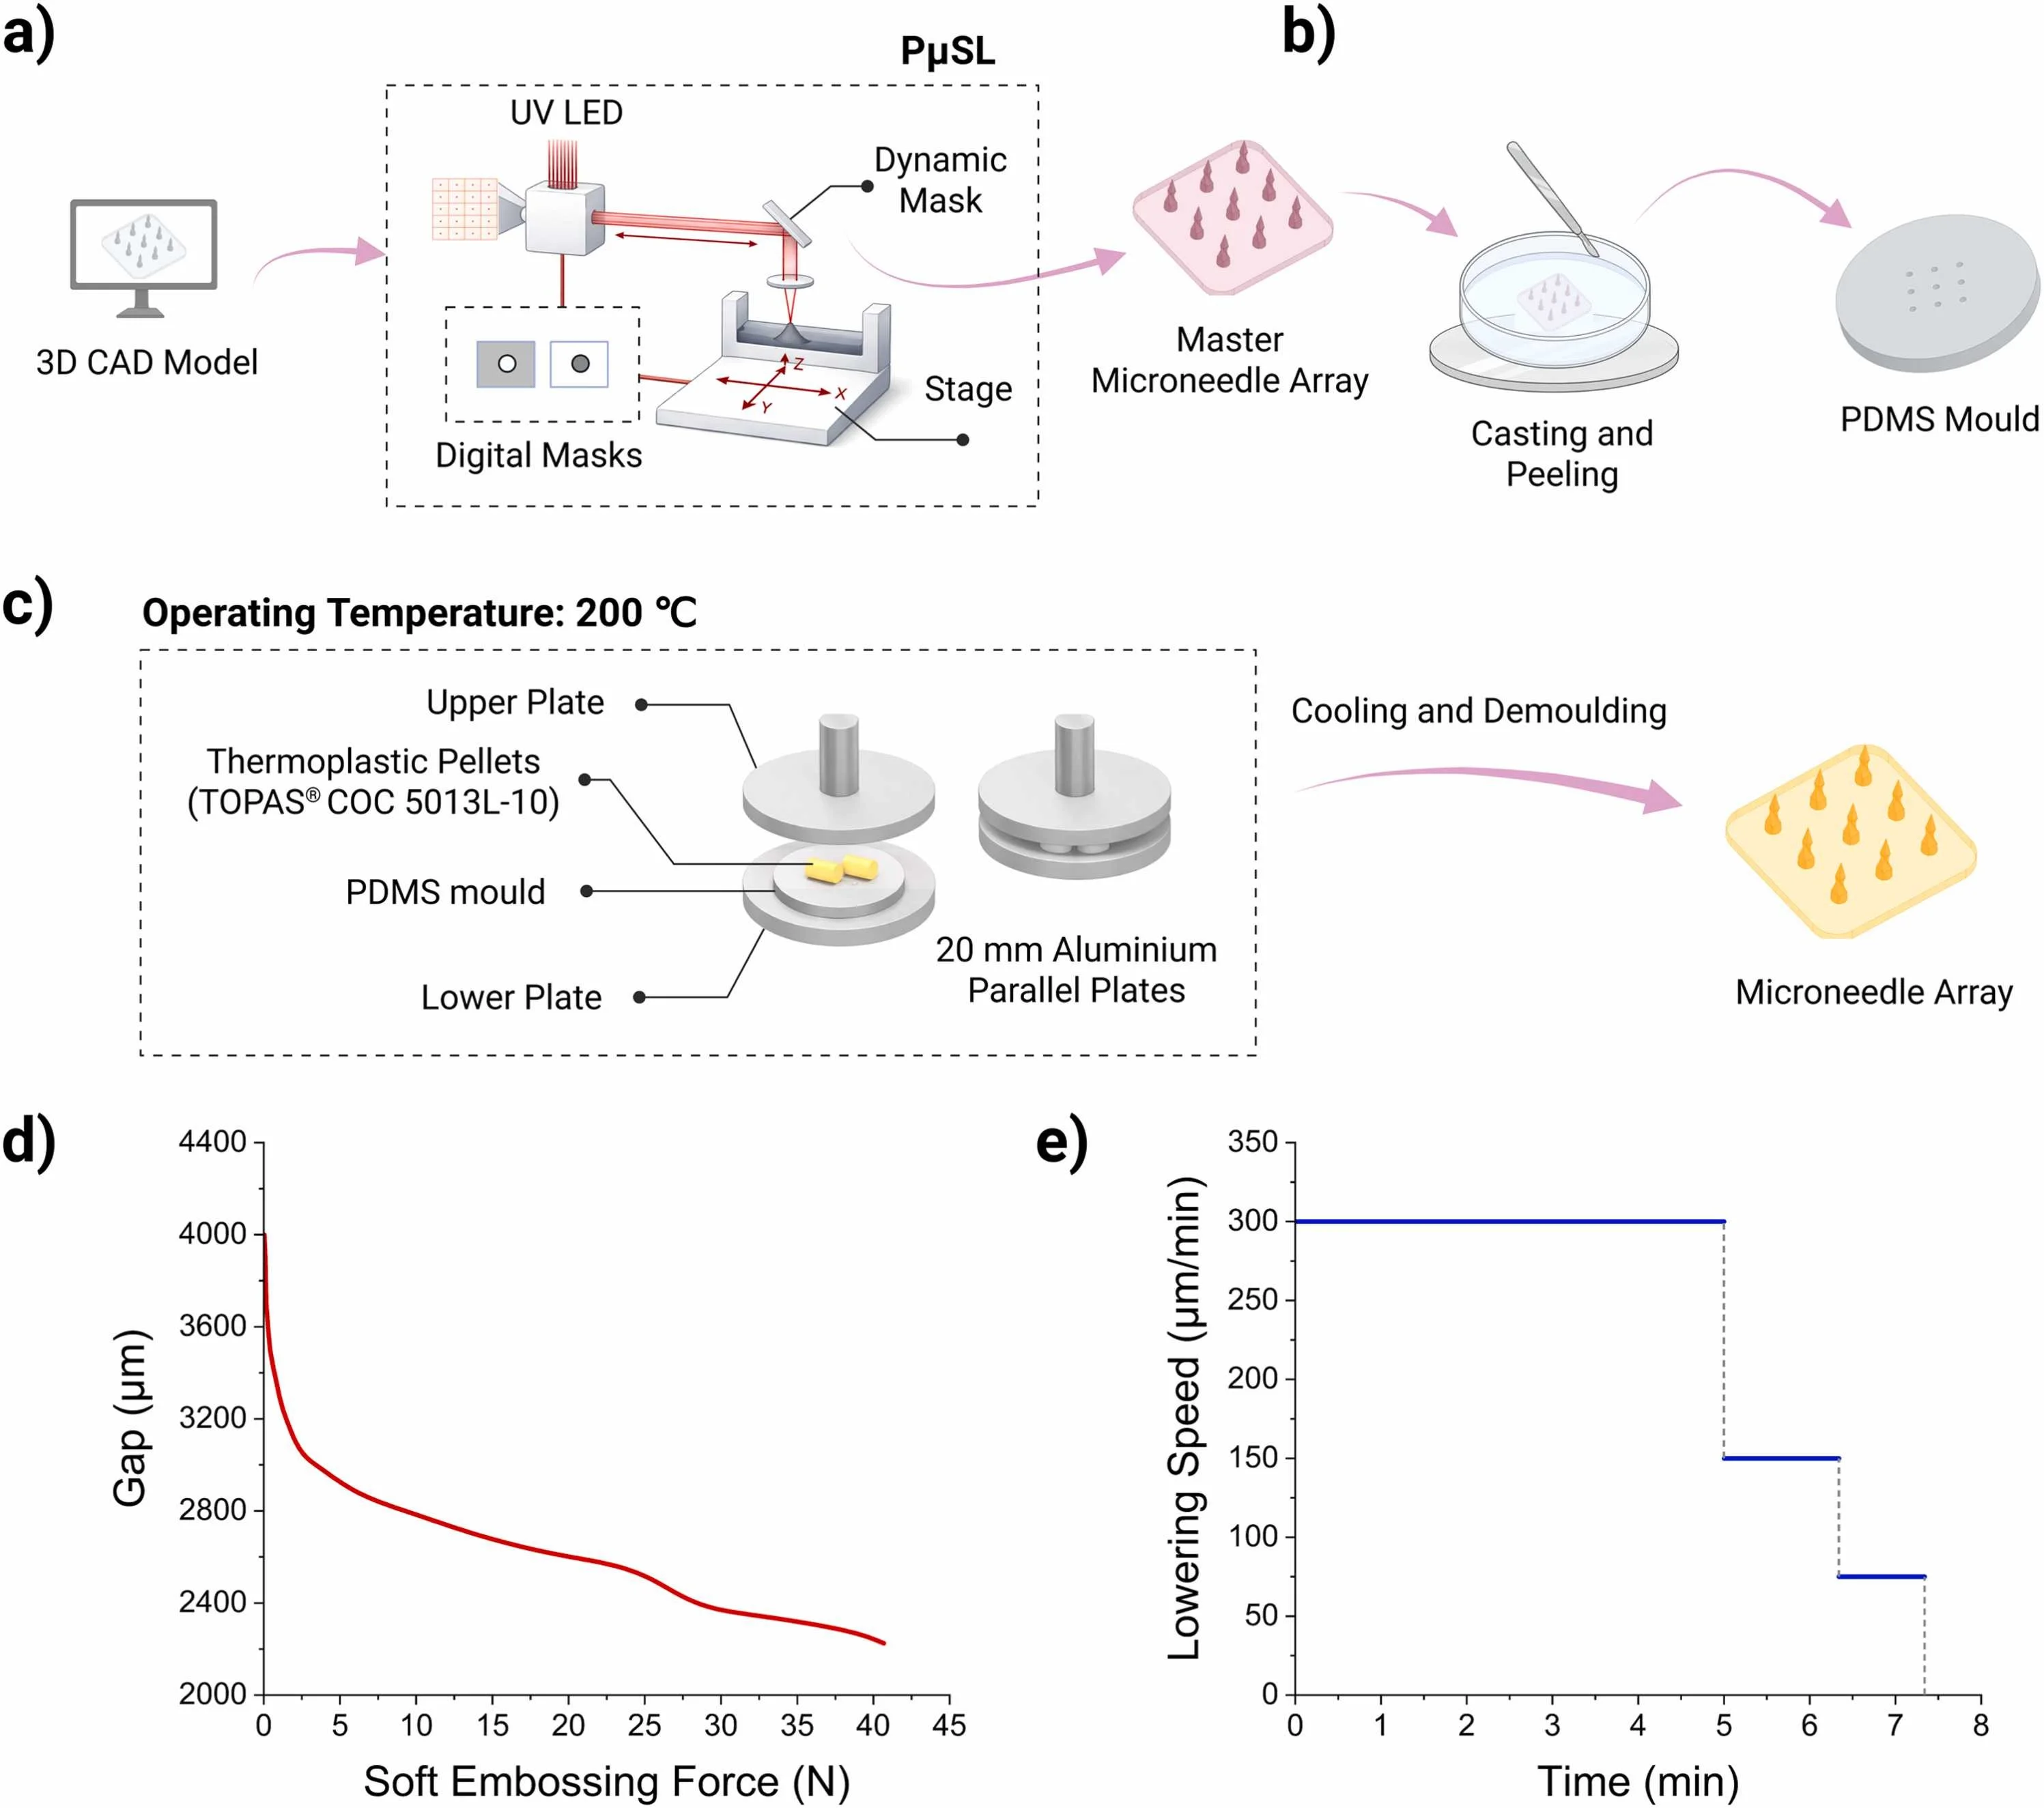 a)
PµSL
UV LED
Dynamic
Mask
3D CAD Model
Digital Masks
Z
X
Y
Stage
Master
Microneedle Array
b)
Casting and
Peeling
PDMS Mould
c)
Operating Temperature: 200 ℃
Upper Plate
Thermoplastic Pellets
(TOPAS® COC 5013L-10)
PDMS mould
Lower Plate
20 mm Aluminium
Parallel Plates
Cooling and Demoulding
Microneedle Array
d)
4400
4000
3600
3200
2800
2400
2000
Gap (µm)
0 5 10 15 20 25 30 35 40 45
Soft Embossing Force (N)
e)
350
300
250
200
150
100
50
0
Lowering Speed (µm/min)
0 1 2 3 4 5 6 7 8
Time (min)